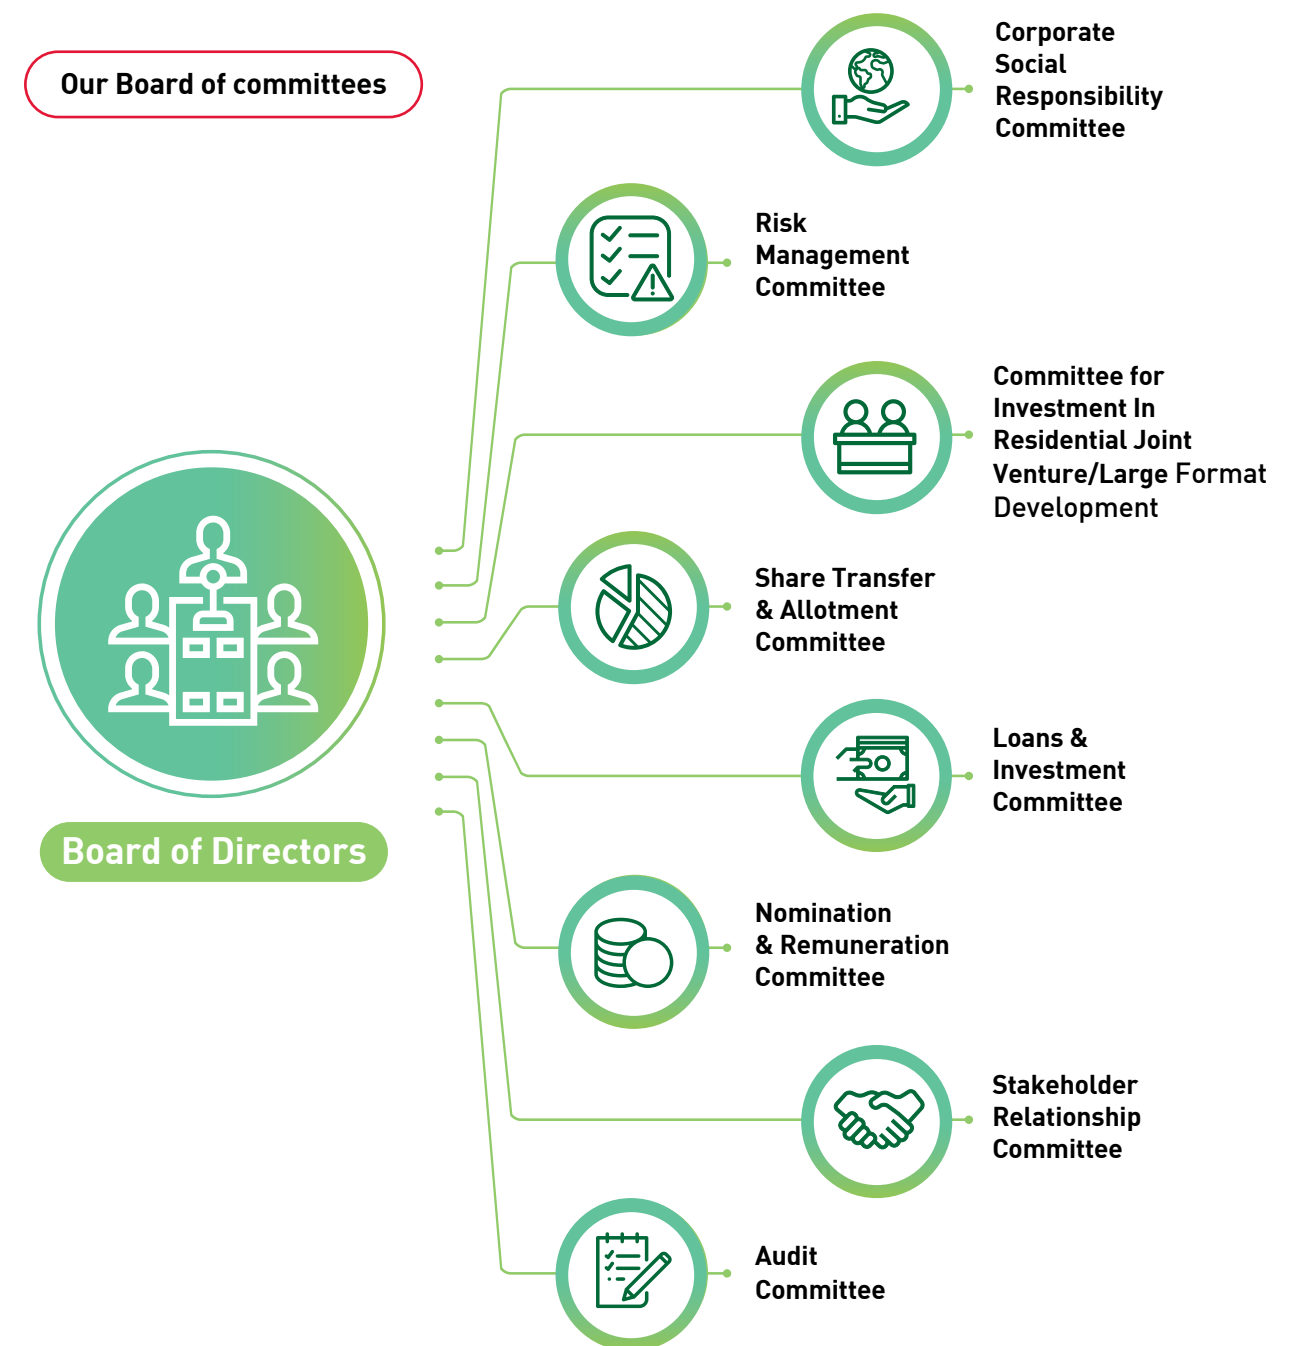 Our Board of committees
Corporate
Social
Responsibility
Committee
Risk
Management
Committee
Committee for
Investment In
Residential Joint
Venture/Large Format
Development
Share Transfer
& Allotment
Committee
Loans &
Investment
Committee
Board of Directors
Nomination
& Remuneration
Committee
Stakeholder
Relationship
Committee
Audit
Committee